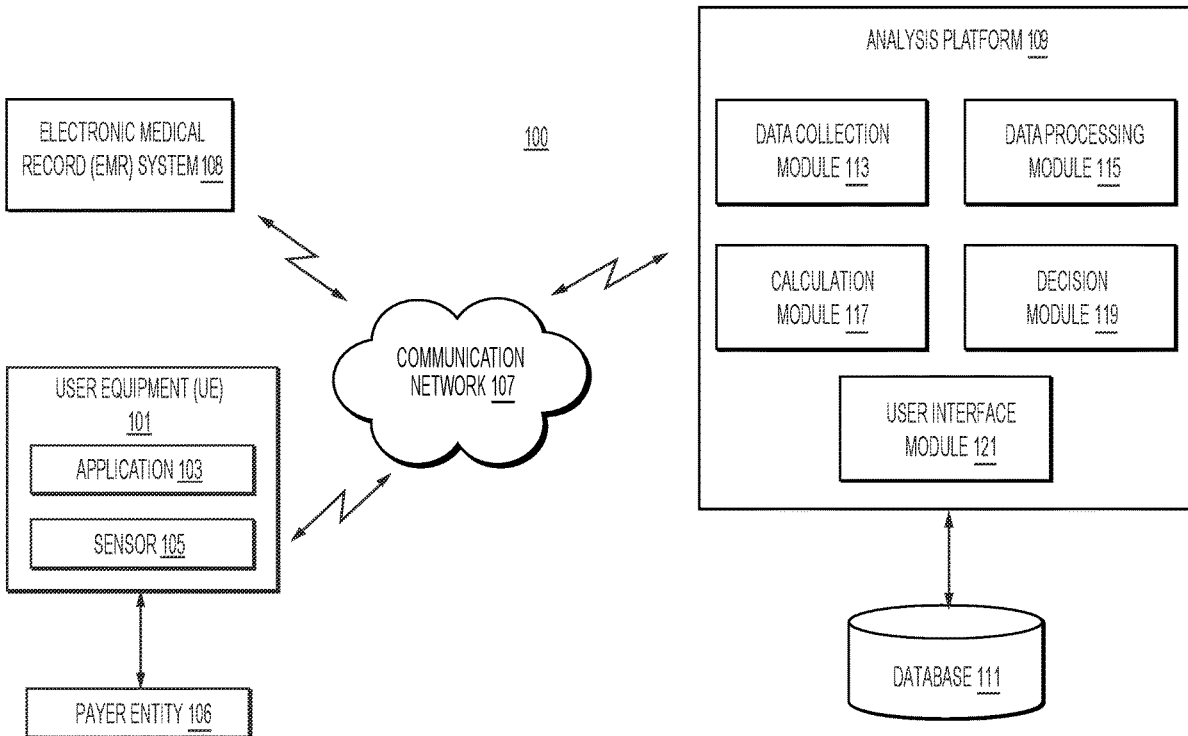 ANALYSIS PLATFORM 109
ELECTRONIC MEDICAL
RECORD (EMR) SYSTEM 108
100
DATA COLLECTION
MODULE 113
DATA PROCESSING
MODULE 115
CALCULATION
MODULE 117
DECISION
MODULE 119
COMMUNICATION
NETWORK 107
USER EQUIPMENT (UE)
101
APPLICATION 103
SENSOR 105
USER INTERFACE
MODULE 121
PAYER ENTITY 106
DATABASE 111